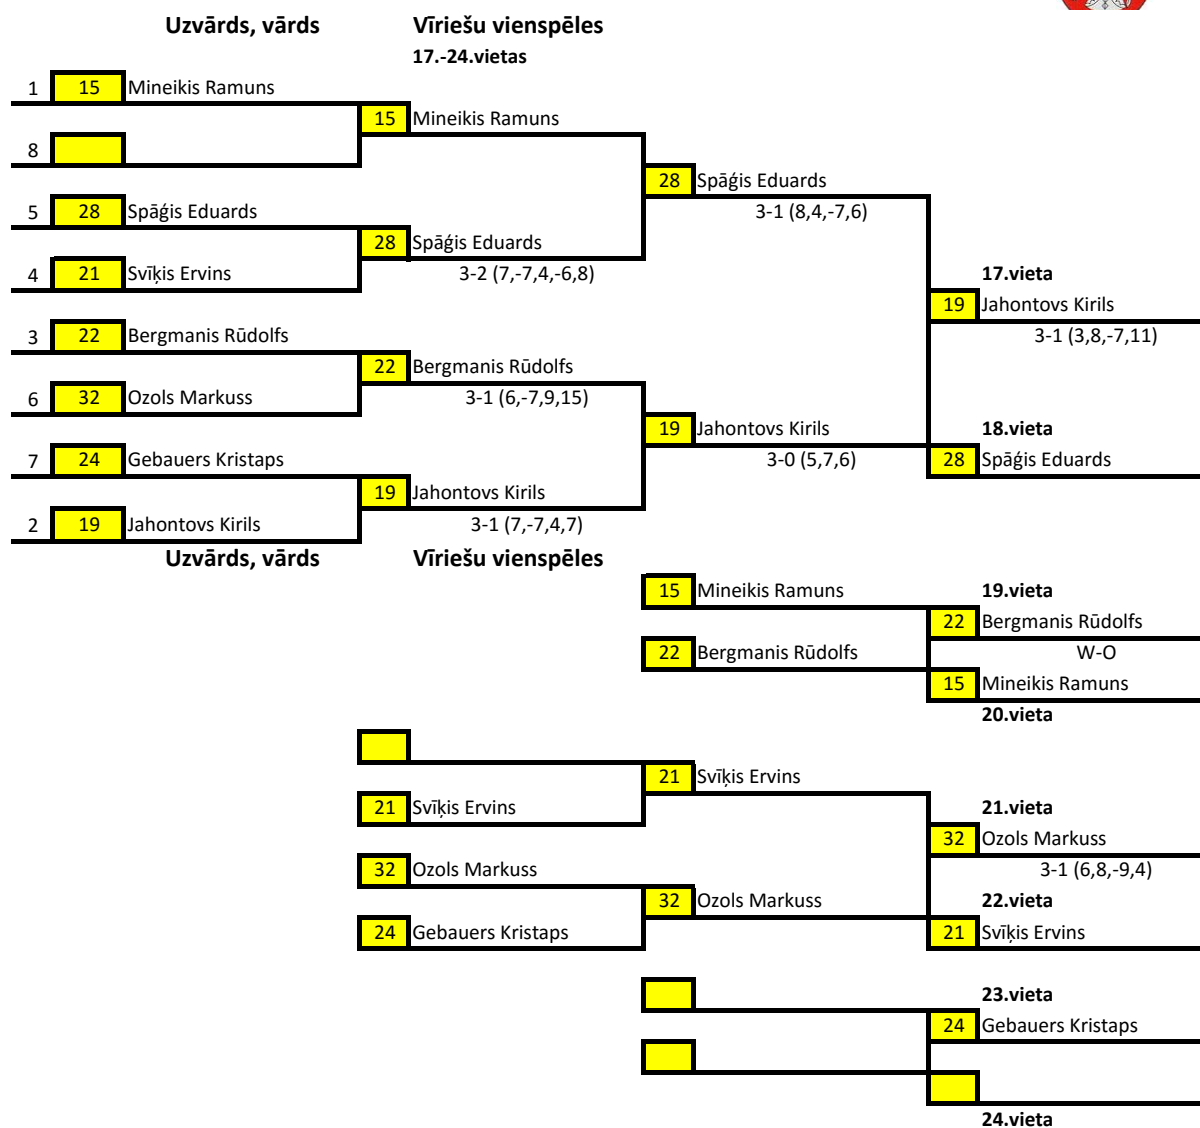 Uzvārds, vārds Vīriešu vienspēles
17.-24.vietas
1 15 Mineikis Ramuns
15 Mineikis Ramuns
8
28 Spāģis Eduards
5 28 Spāģis Eduards
3-1 (8,4,-7,6)
28 Spāģis Eduards
4 21 Svīķis Ervins
3-2 (7,-7,4,-6,8)
17.vieta
19 Jahontovs Kirils
3 22 Bergmanis Rūdolfs
3-1 (3,8,-7,11)
22 Bergmanis Rūdolfs
6 32 Ozols Markuss
3-1 (6,-7,9,15)
19 Jahontovs Kirils
18.vieta
7 24 Gebauers Kristaps
3-0 (5,7,6)
28 Spāģis Eduards
19 Jahontovs Kirils
2 19 Jahontovs Kirils
3-1 (7,-7,4,7)
Uzvārds, vārds Vīriešu vienspēles
15 Mineikis Ramuns
19.vieta
22 Bergmanis Rūdolfs
22 Bergmanis Rūdolfs
W-O
15 Mineikis Ramuns
20.vieta
21 Svīķis Ervins
21 Svīķis Ervins
21.vieta
32 Ozols Markuss
32 Ozols Markuss
3-1 (6,8,-9,4)
32 Ozols Markuss
22.vieta
24 Gebauers Kristaps
21 Svīķis Ervins
23.vieta
24 Gebauers Kristaps
24.vieta